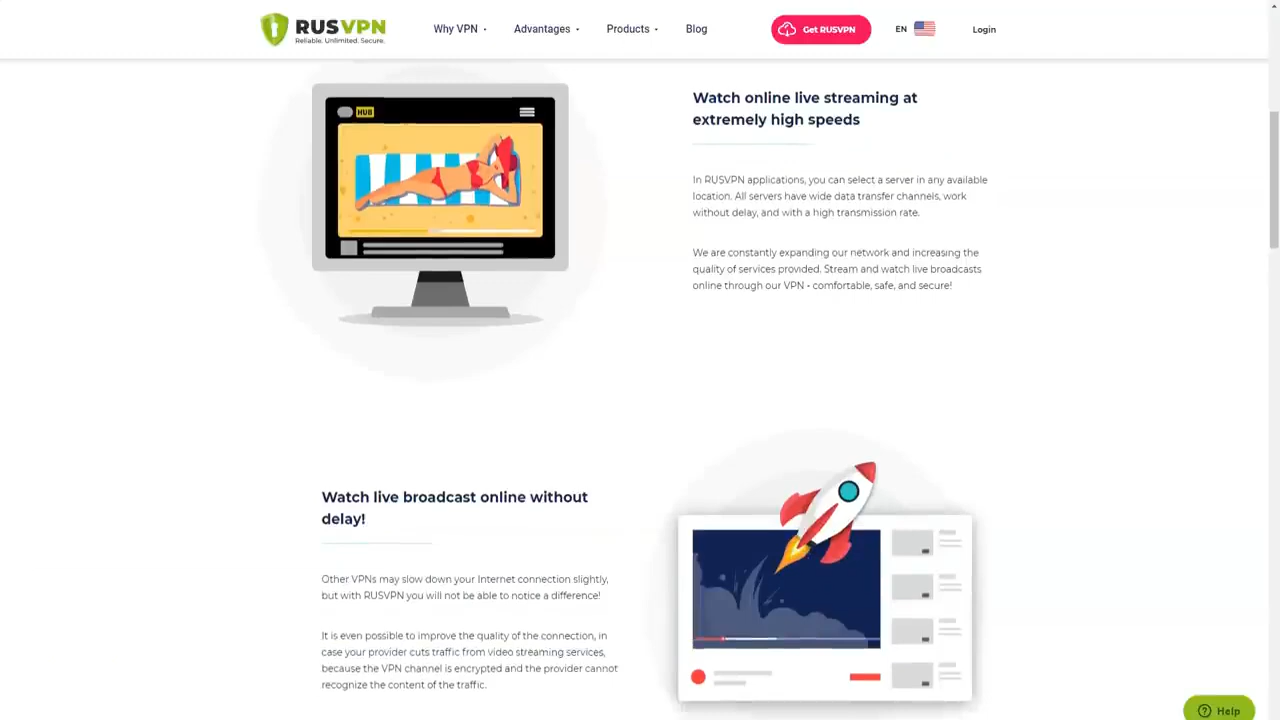 RUSVPN
Reliable. Unlimited. Secure.
Why VPN
Advantages
Products
Blog
Get RUSVPN
EN
Login
HUB
Watch online live streaming at
extremely high speeds
In RUSVPN applications, you can select a server in any available
location. All servers have wide data transfer channels, work
without delay, and with a high transmission rate.
We are constantly expanding our network and increasing the
quality of services provided. Stream and watch live broadcasts
online through our VPN - comfortable, safe, and secure!
Watch live broadcast online without
delay!
Other VPNs may slow down your Internet connection slightly,
but with RUSVPN you will not be able to notice a difference!
It is even possible to improve the quality of the connection, in
case your provider cuts traffic from video streaming services,
because the VPN channel is encrypted and the provider cannot
recognize the content of the traffic.
Help